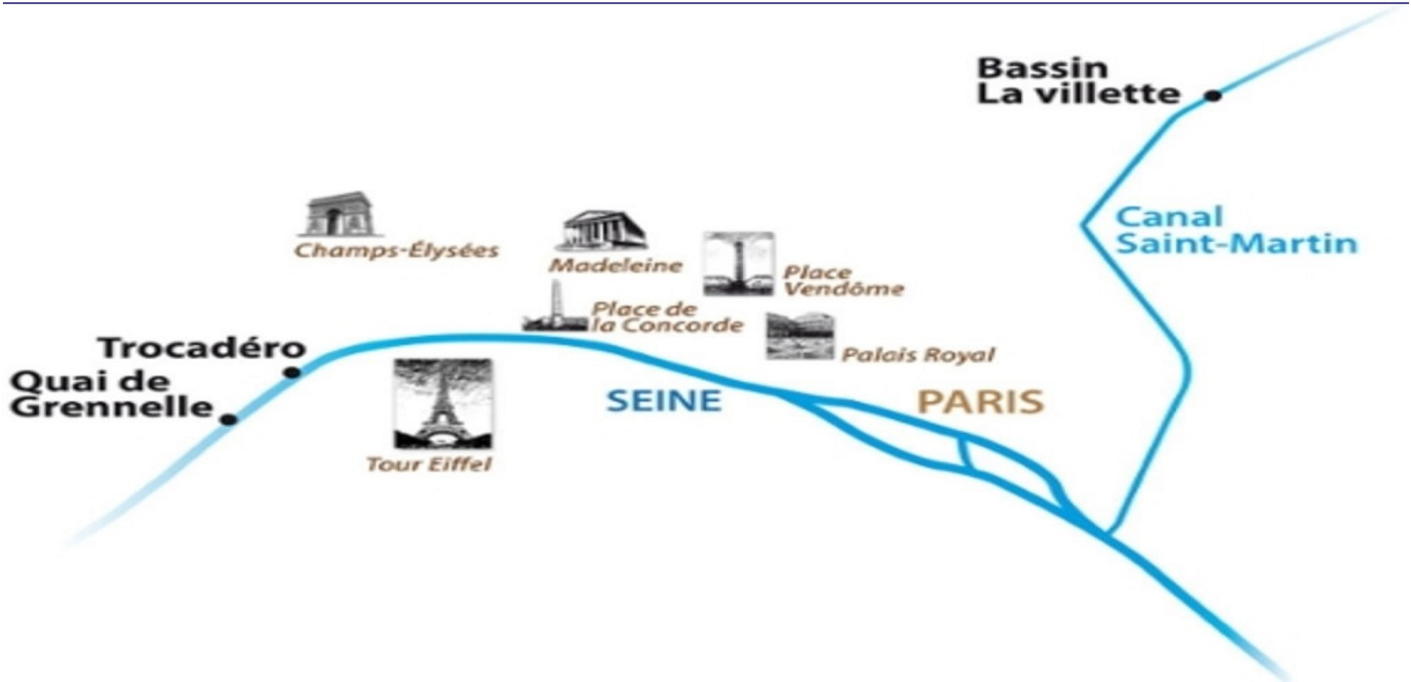 Bassin
La villette
Canal
Saint-Martin
Champs-Élysées
Madeleine
Place
Vendôme
Place de
la Concorde
Trocadéro
Palais Royal
Quai de
Grennelle
SEINE
PARIS
Tour Eiffel